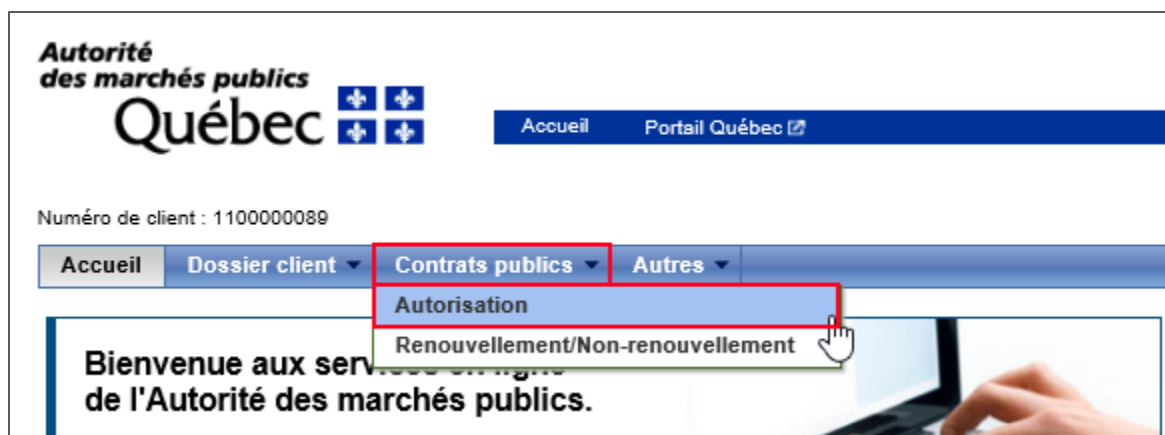 Autorité
des marchés publics
Québec
Accueil Portail Québec
Numéro de client : 1100000089
Accueil Dossier client Contrats publics Autres
Autorisation
Renouvellement/Non-renouvellement
Bienvenue aux services en ligne
de l'Autorité des marchés publics.